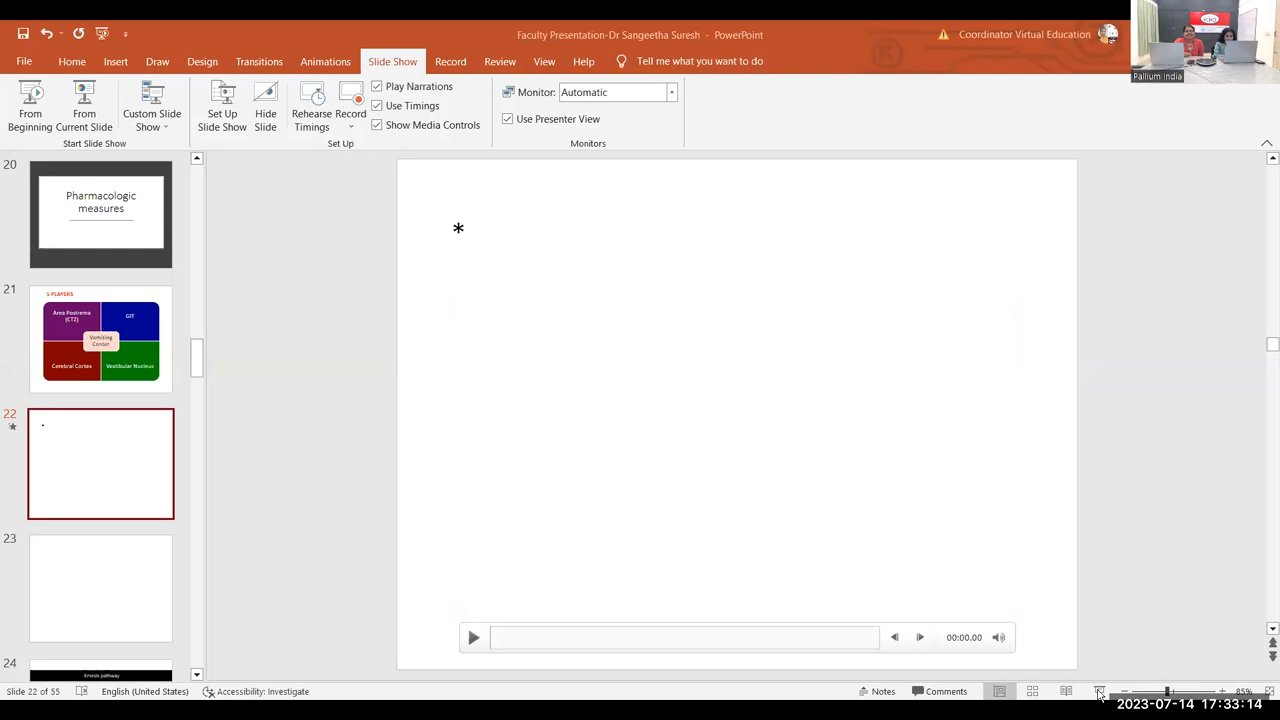 Faculty Presentation-Dr Sangeetha Suresh - PowerPoint
Coordinator Virtual Education
File Home Insert Draw Design Transitions Animations Slide Show Record Review View Help Tell me what you want to do
From Beginning
From Current Slide
Custom Slide Show
Start Slide Show
Set Up Slide Show
Hide Slide
Rehearse Timings
Record
Play Narrations
Use Timings
Show Media Controls
Set Up
Monitor: Automatic
Use Presenter View
Monitors
Pallium India
20
Pharmacologic
measures
21
5 PLAYERS
Area Postrema
(CTZ)
GIT
Vomiting
Center
Cerebral Cortex
Vestibular Nucleus
22
23
24
Emesis pathway
*
00:00.00
Slide 22 of 55 English (United States) Accessibility: Investigate Notes Comments 85%
2023-07-14 17:33:14